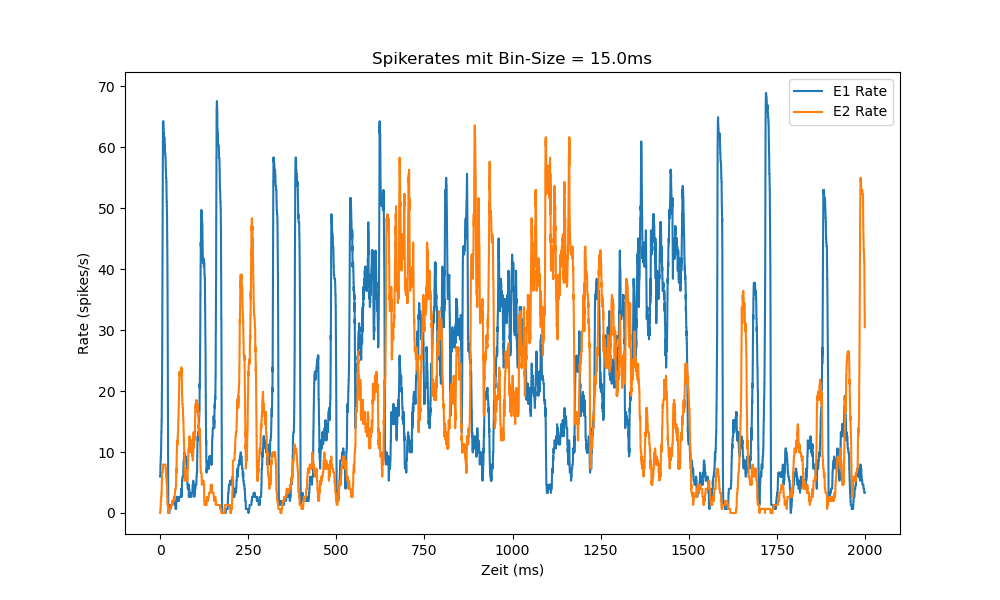 Spikerates mit Bin-Size = 15.0ms
E1 Rate
E2 Rate
Rate (spikes/s)
70
60
50
40
30
20
10
0
0 250 500 750 1000 1250 1500 1750 2000
Zeit (ms)